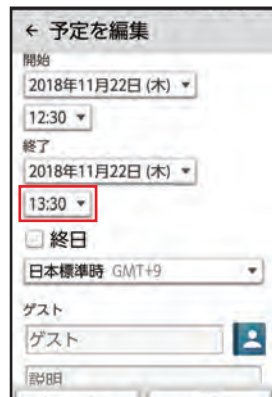 ← 予定を編集
開始
2018年11月22日 (木)
12:30
終了
2018年11月22日 (木)
13:30
終日
日本標準時 GMT+9
ゲスト
ゲスト
説明